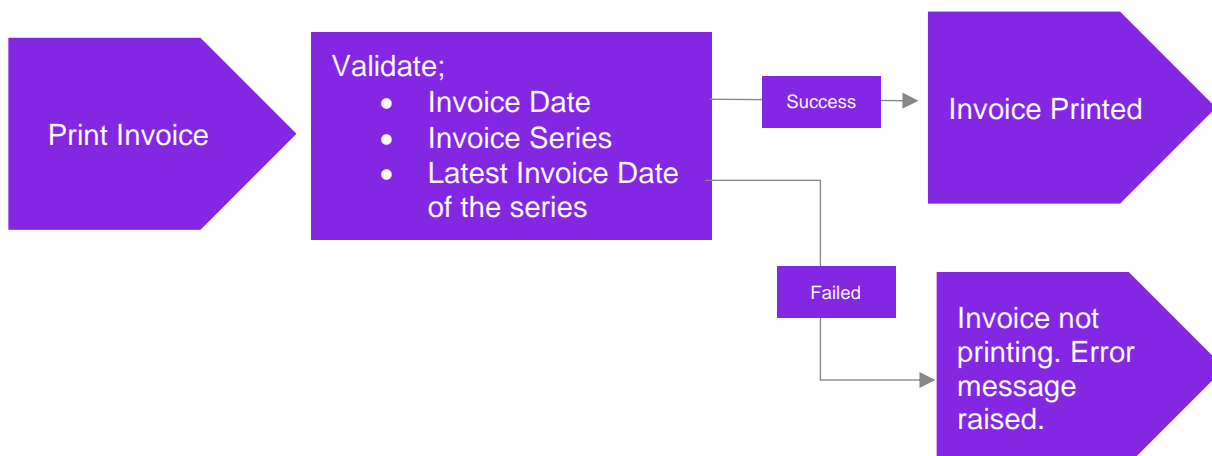 Print Invoice
Validate;
● Invoice Date
● Invoice Series
● Latest Invoice Date
of the series
Success
Invoice Printed
Failed
Invoice not
printing. Error
message
raised.